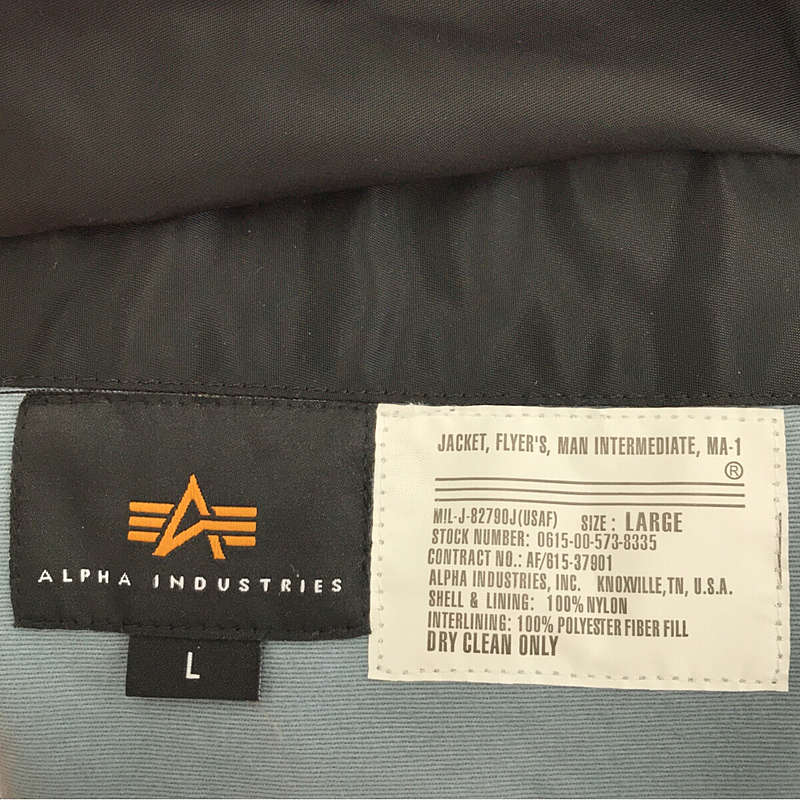 ALPHA INDUSTRIES
L
JACKET, FLYER'S, MAN INTERMEDIATE, MA-1
®
MIL-J-82790J(USAF) SIZE : LARGE
STOCK NUMBER: 0615-00-573-8335
CONTRACT NO.: AF/615-37901
ALPHA INDUSTRIES, INC. KNOXVILLE,TN, U.S.A.
SHELL & LINING: 100% NYLON
INTERLINING: 100% POLYESTER FIBER FILL
DRY CLEAN ONLY